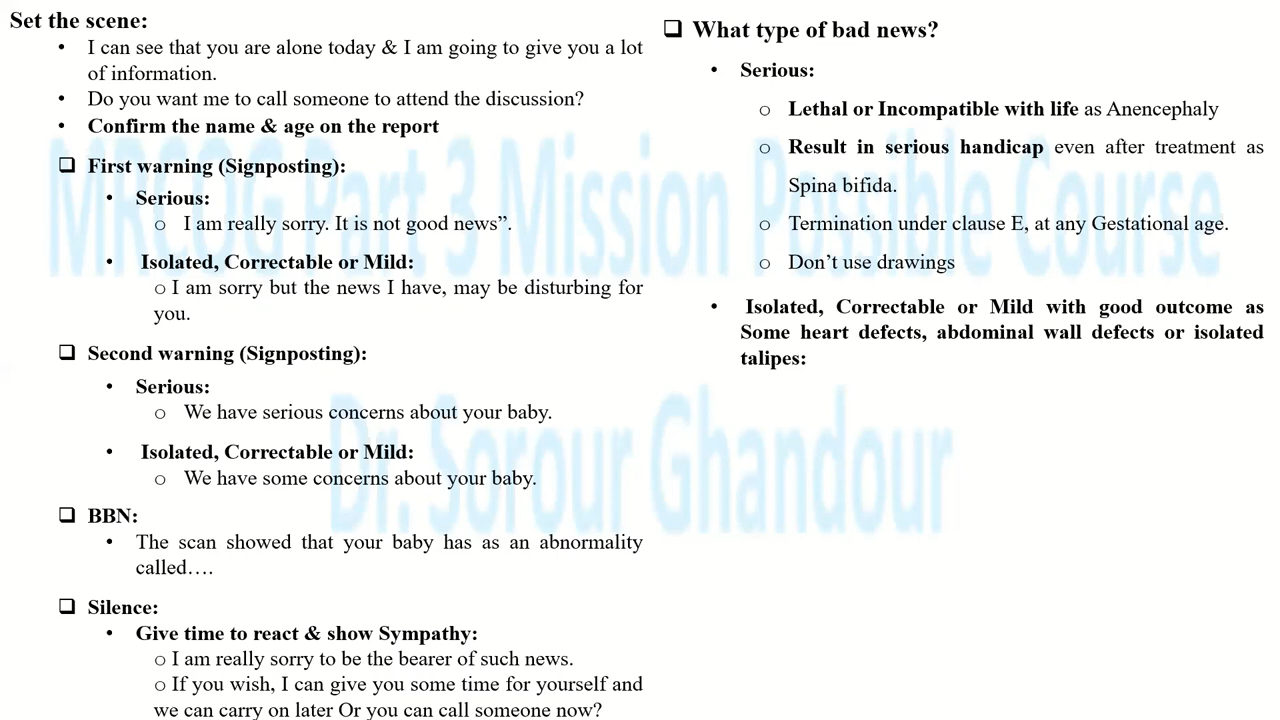 Set the scene:
• I can see that you are alone today & I am going to give you a lot
of information.
• Do you want me to call someone to attend the discussion?
• Confirm the name & age on the report
❑ First warning (Signposting):
• Serious:
o I am really sorry. It is not good news”.
• Isolated, Correctable or Mild:
o I am sorry but the news I have, may be disturbing for
you.
❑ Second warning (Signposting):
• Serious:
o We have serious concerns about your baby.
• Isolated, Correctable or Mild:
o We have some concerns about your baby.
❑ BBN:
• The scan showed that your baby has as an abnormality
called….
❑ Silence:
• Give time to react & show Sympathy:
o I am really sorry to be the bearer of such news.
o If you wish, I can give you some time for yourself and
we can carry on later Or you can call someone now?
❑ What type of bad news?
• Serious:
o Lethal or Incompatible with life as Anencephaly
o Result in serious handicap even after treatment as
Spina bifida.
o Termination under clause E, at any Gestational age.
o Don’t use drawings
• Isolated, Correctable or Mild with good outcome as
Some heart defects, abdominal wall defects or isolated
talipes:
MRCOG Part 3 Mission Possible Course
Dr. Sorour Ghandour